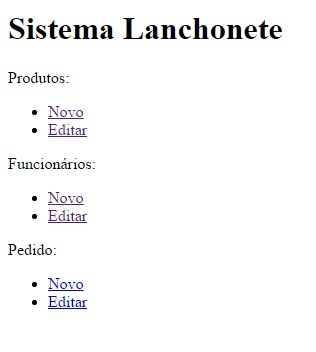 Sistema Lanchonete
Produtos:
Novo
Editar
Funcionários:
Novo
Editar
Pedido:
Novo
Editar